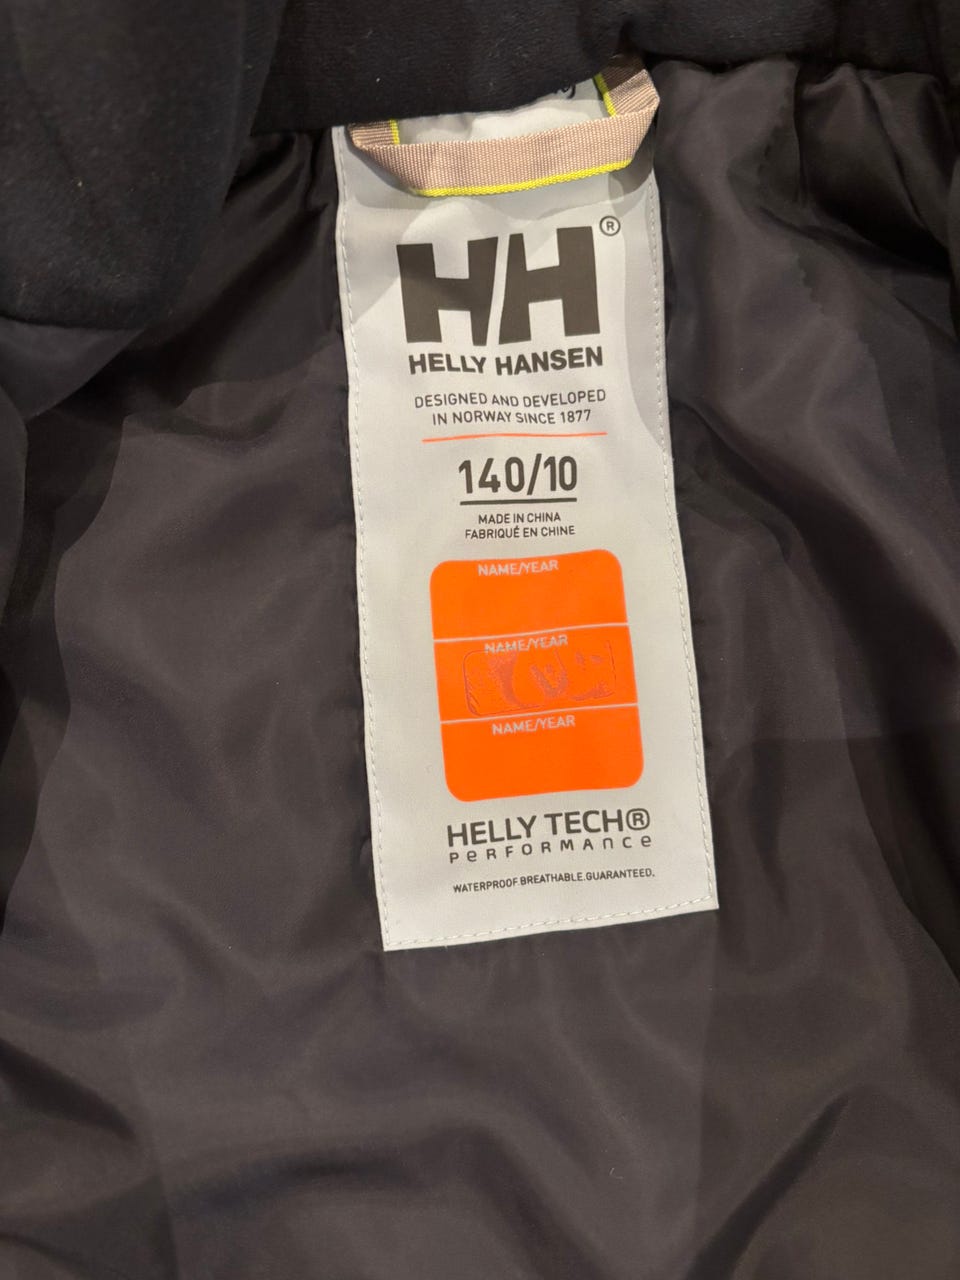 HH®
HELLY HANSEN
DESIGNED AND DEVELOPED
IN NORWAY SINCE 1877
140/10
MADE IN CHINA
FABRIQUÉ EN CHINE
NAME/YEAR
NAME/YEAR
NAME/YEAR
HELLY TECH®
PERFORMANCE
WATERPROOF.BREATHABLE.GUARANTEED.